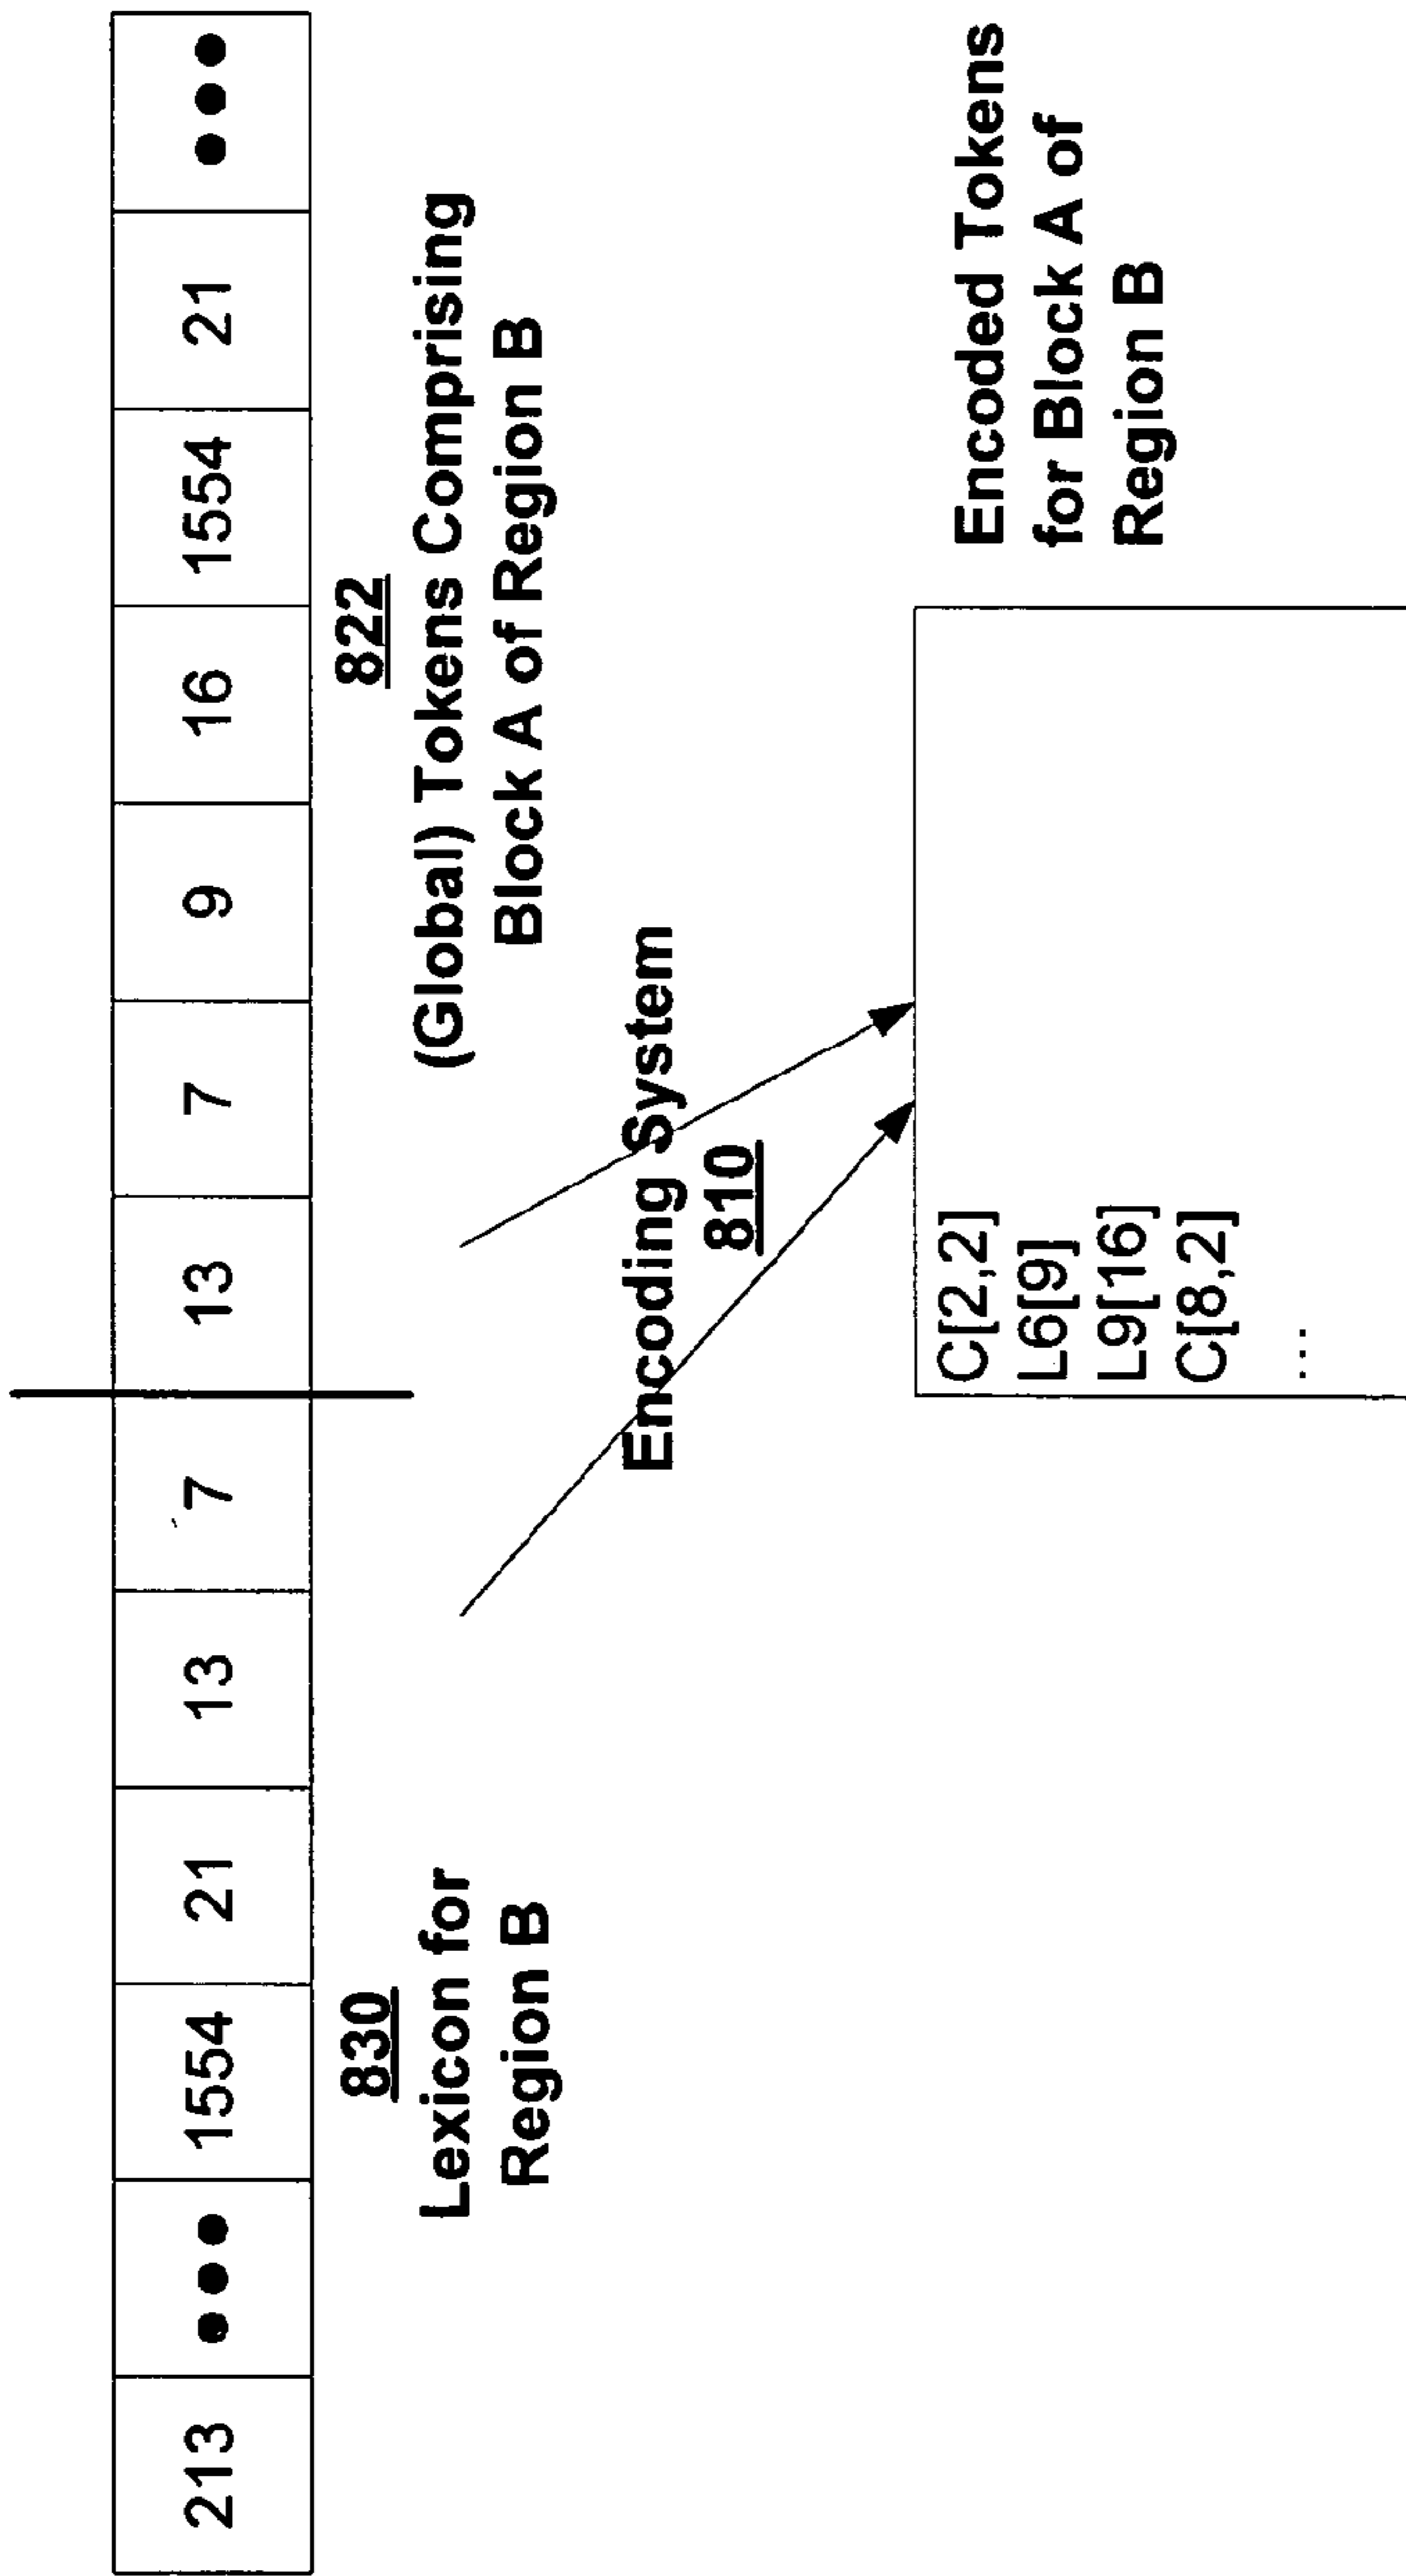 213 ●●● 1554 21 13 7 13 7 9 16 1554 21 ●●●
830
Lexicon for
Region B
822
(Global) Tokens Comprising
Block A of Region B
Encoding System
810
C[2,2]
L6[9]
L9[16]
C[8,2]
...
Encoded Tokens
for Block A of
Region B